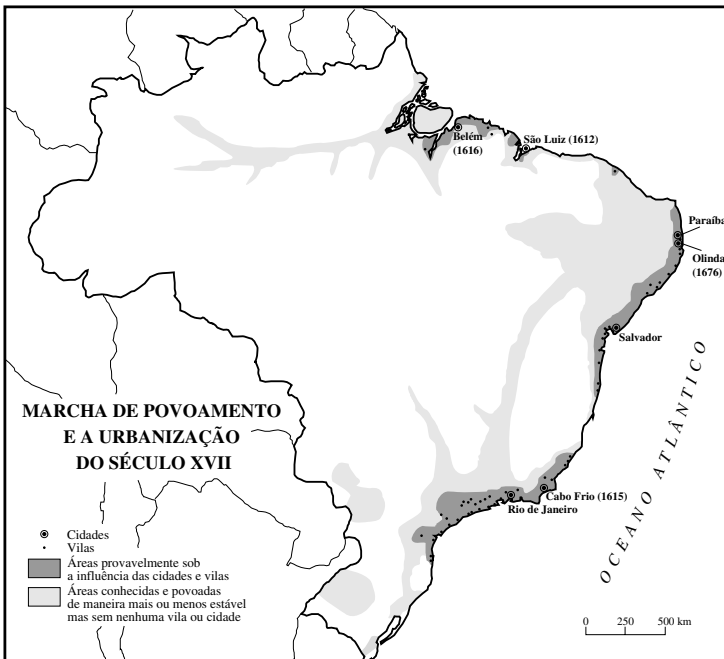 Belém
(1616)
São Luiz (1612)
Paraíba
Olinda
(1676)
Salvador
Cabo Frio (1615)
Rio de Janeiro
OCEANO ATLÂNTICO
MARCHA DE POVOAMENTO
E A URBANIZAÇÃO
DO SÉCULO XVII
Cidades
Vilas
Áreas provavelmente sob
a influência das cidades e vilas
Áreas conhecidas e povoadas
de maneira mais ou menos estável
mas sem nenhuma vila ou cidade
0 250 500 km